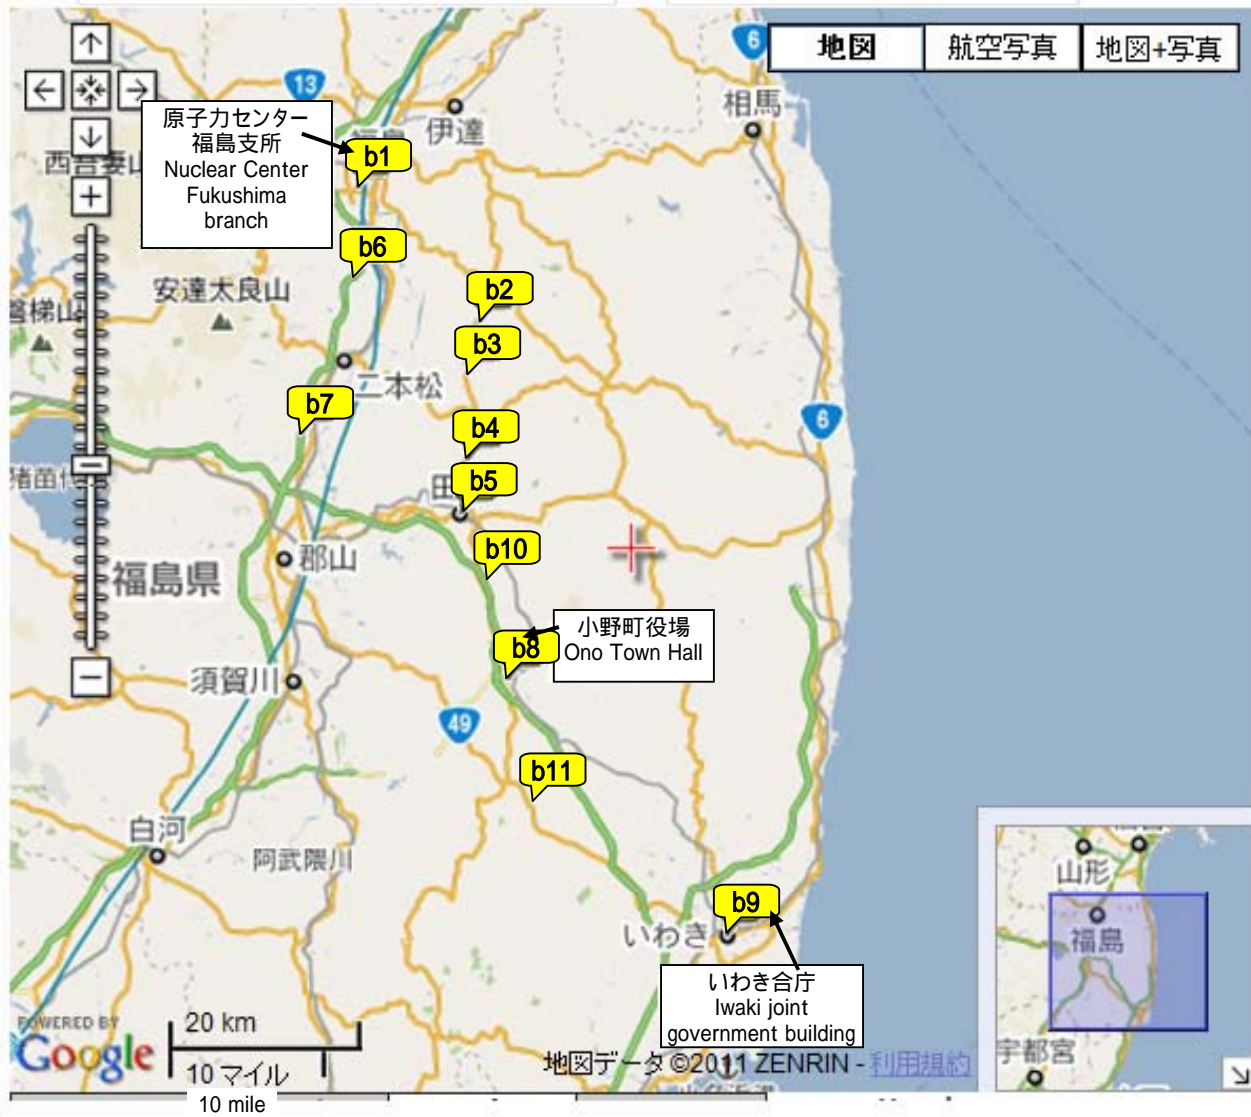 13
6
地図
航空写真
地図+写真
相馬
伊達
原子力センター
福島支所
Nuclear Center
Fukushima
branch
b1
西吾妻山
b6
安達太良山
b2
磐梯山
b3
二本松
b7
6
b4
猪苗代
b5
b10
郡山
福島県
小野町役場
Ono Town Hall
b8
須賀川
49
b11
白河
阿武隈川
山形
福島
宇都宮
b9
いわき
いわき合庁
Iwaki joint
government building
POWERED BY
Google
20 km
10 マイル
10 mile
地図データ ©2011 ZENRIN - 利用規約